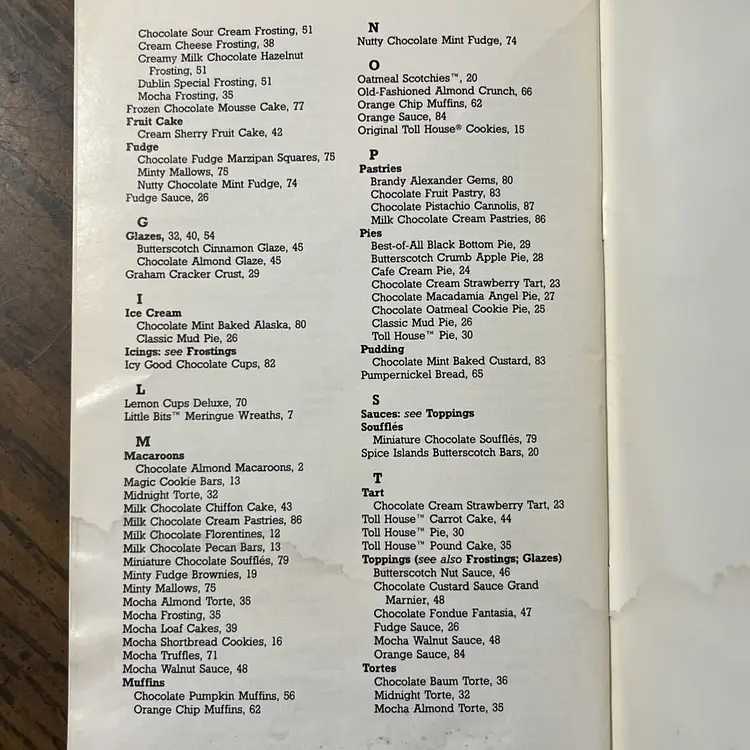 Chocolate Sour Cream Frosting, 51
Cream Cheese Frosting, 38
Creamy Milk Chocolate Hazelnut
Frosting, 51
Dublin Special Frosting, 51
Mocha Frosting, 35
Frozen Chocolate Mousse Cake, 77
Fruit Cake
Cream Sherry Fruit Cake, 42
Fudge
Chocolate Fudge Marzipan Squares, 75
Minty Mallows, 75
Nutty Chocolate Mint Fudge, 74
Fudge Sauce, 26
G
Glazes, 32, 40, 54
Butterscotch Cinnamon Glaze, 45
Chocolate Almond Glaze, 45
Graham Cracker Crust, 29
I
Ice Cream
Chocolate Mint Baked Alaska, 80
Classic Mud Pie, 26
Icings: see Frostings
Icy Good Chocolate Cups, 82
L
Lemon Cups Deluxe, 70
Little Bits™ Meringue Wreaths, 7
M
Macaroons
Chocolate Almond Macaroons, 2
Magic Cookie Bars, 13
Midnight Torte, 32
Milk Chocolate Chiffon Cake, 43
Milk Chocolate Cream Pastries, 86
Milk Chocolate Florentines, 12
Milk Chocolate Pecan Bars, 13
Miniature Chocolate Soufflés, 79
Minty Fudge Brownies, 19
Minty Mallows, 75
Mocha Almond Torte, 35
Mocha Frosting, 35
Mocha Loaf Cakes, 39
Mocha Shortbread Cookies, 16
Mocha Truffles, 71
Mocha Walnut Sauce, 48
Muffins
Chocolate Pumpkin Muffins, 56
Orange Chip Muffins, 62
N
Nutty Chocolate Mint Fudge, 74
O
Oatmeal Scotchies™, 20
Old-Fashioned Almond Crunch, 66
Orange Chip Muffins, 62
Orange Sauce, 84
Original Toll House® Cookies, 15
P
Pastries
Brandy Alexander Gems, 80
Chocolate Fruit Pastry, 83
Chocolate Pistachio Cannolis, 87
Milk Chocolate Cream Pastries, 86
Pies
Best-of-All Black Bottom Pie, 29
Butterscotch Crumb Apple Pie, 28
Cafe Cream Pie, 24
Chocolate Cream Strawberry Tart, 23
Chocolate Macadamia Angel Pie, 27
Chocolate Oatmeal Cookie Pie, 25
Classic Mud Pie, 26
Toll House™ Pie, 30
Pudding
Chocolate Mint Baked Custard, 83
Pumpernickel Bread, 65
S
Sauces: see Toppings
Soufflés
Miniature Chocolate Soufflés, 79
Spice Islands Butterscotch Bars, 20
T
Tart
Chocolate Cream Strawberry Tart, 23
Toll House™ Carrot Cake, 44
Toll House™ Pie, 30
Toll House™ Pound Cake, 35
Toppings (see also Frostings; Glazes)
Butterscotch Nut Sauce, 46
Chocolate Custard Sauce Grand
Marnier, 48
Chocolate Fondue Fantasia, 47
Fudge Sauce, 26
Mocha Walnut Sauce, 48
Orange Sauce, 84
Tortes
Chocolate Baum Torte, 36
Midnight Torte, 32
Mocha Almond Torte, 35